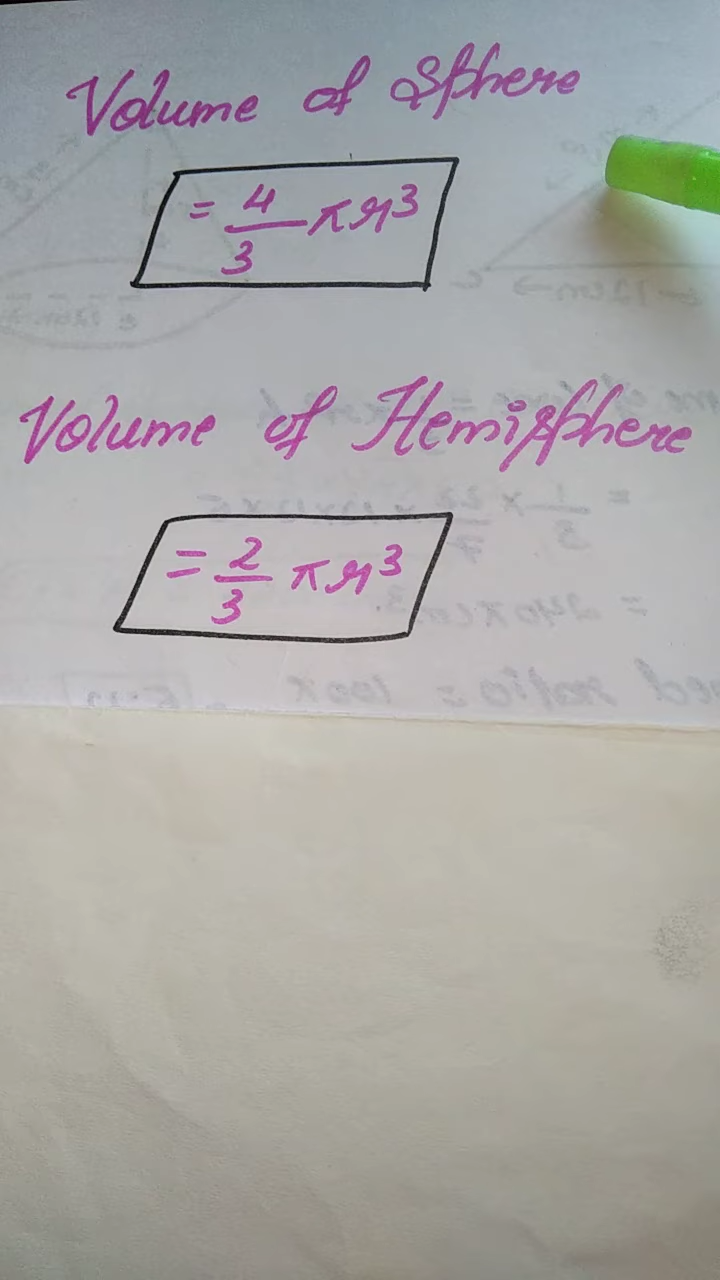 Volume of Sphere
= 4/3 πr³
Volume of Hemisphere
= 2/3 πr³